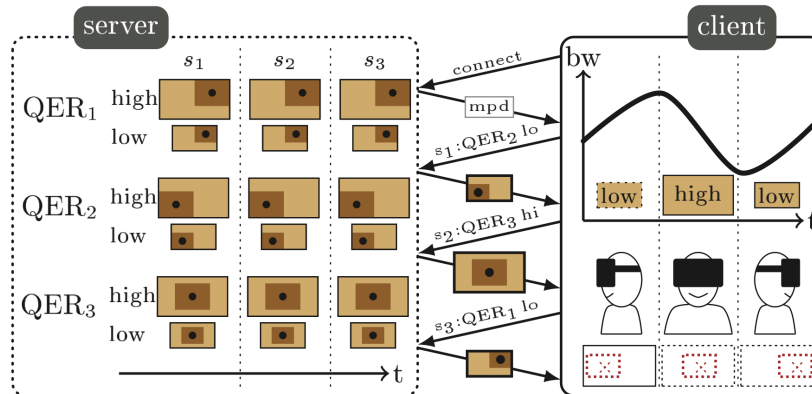 server
client
s₁ s₂ s₃
QER₁
high
low
QER₂
high
low
QER₃
high
low
t
connect
mpd
s₁:QER₂ lo
s₂:QER₃ hi
s₃:QER₁ lo
bw
low
high
low
t